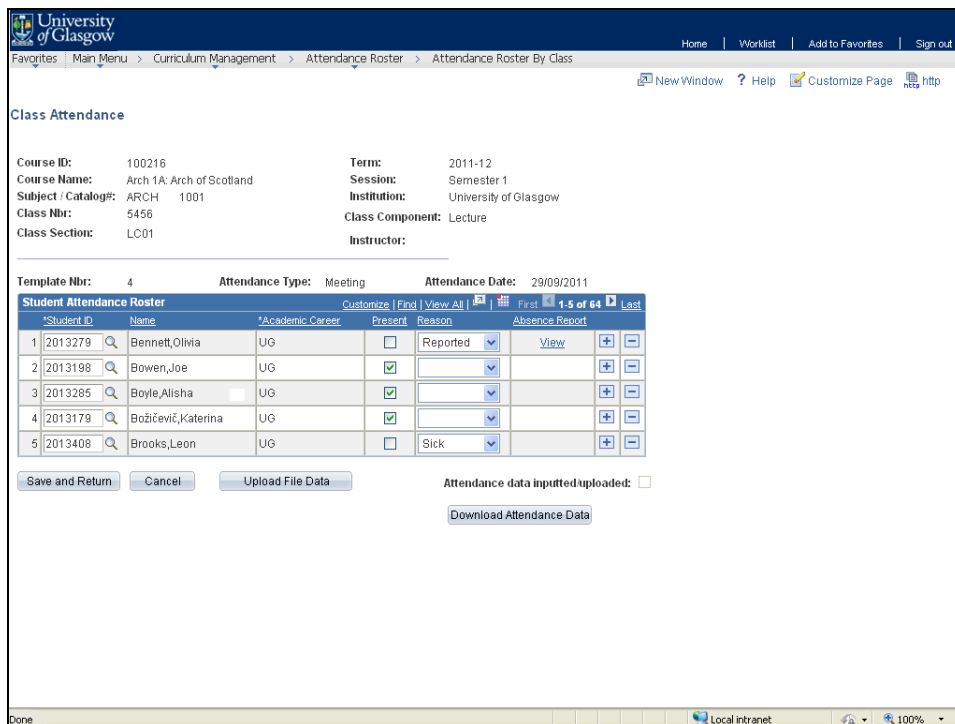 University
of Glasgow
Home | Worklist | Add to Favorites | Sign out
Favorites | Main Menu > Curriculum Management > Attendance Roster > Attendance Roster By Class
New Window ? Help Customize Page http
Class Attendance
Course ID: 100216 Term: 2011-12
Course Name: Arch 1A: Arch of Scotland Session: Semester 1
Subject / Catalog#: ARCH 1001 Institution: University of Glasgow
Class Nbr: 5456 Class Component: Lecture
Class Section: LC01 Instructor:
Template Nbr: 4 Attendance Type: Meeting Attendance Date: 29/09/2011
Student Attendance Roster Customize | Find | View All | | First 1-5 of 64 Last
*Student ID Name *Academic Career Present Reason Absence Report
1 2013279 Bennett,Olivia UG Reported View + -
2 2013198 Bowen,Joe UG + -
3 2013285 Boyle,Alisha UG + -
4 2013179 Božičevič,Katerina UG + -
5 2013408 Brooks,Leon UG Sick + -
Save and Return Cancel Upload File Data Attendance data inputted/uploaded:
Download Attendance Data
Done Local intranet 100%